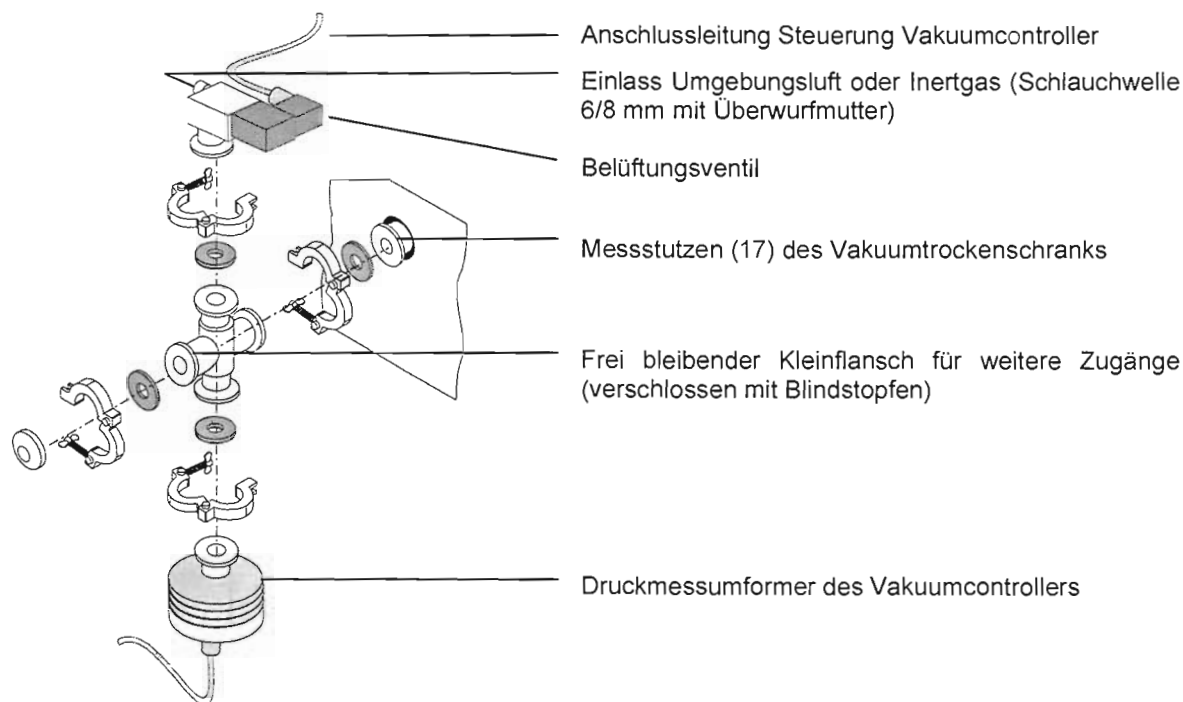 Anschlussleitung Steuerung Vakuumcontroller
Einlass Umgebungsluft oder Inertgas (Schlauchwelle
6/8 mm mit Überwurfmutter)
Belüftungsventil
Messstutzen (17) des Vakuumtrockenschranks
Frei bleibender Kleinflansch für weitere Zugänge
(verschlossen mit Blindstopfen)
Druckmessumformer des Vakuumcontrollers